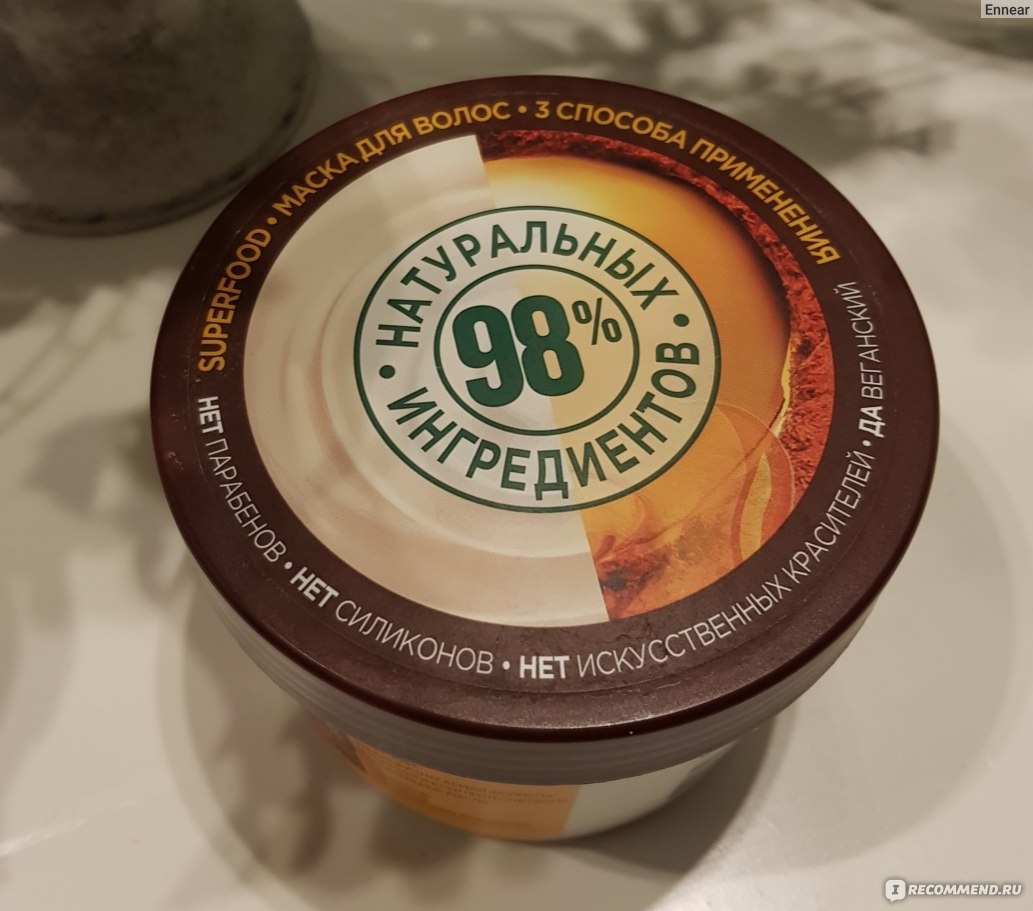 Ennear
SUPERFOOD • МАСКА ДЛЯ ВОЛОС • 3 СПОСОБА ПРИМЕНЕНИЯ
• НАТУРАЛЬНЫХ •
98%
ИНГРЕДИЕНТОВ
НЕТ ПАРАБЕНОВ • НЕТ СИЛИКОНОВ • НЕТ ИСКУССТВЕННЫХ КРАСИТЕЛЕЙ • ДА ВЕГАНСКИЙ
IRECOMMEND.RU